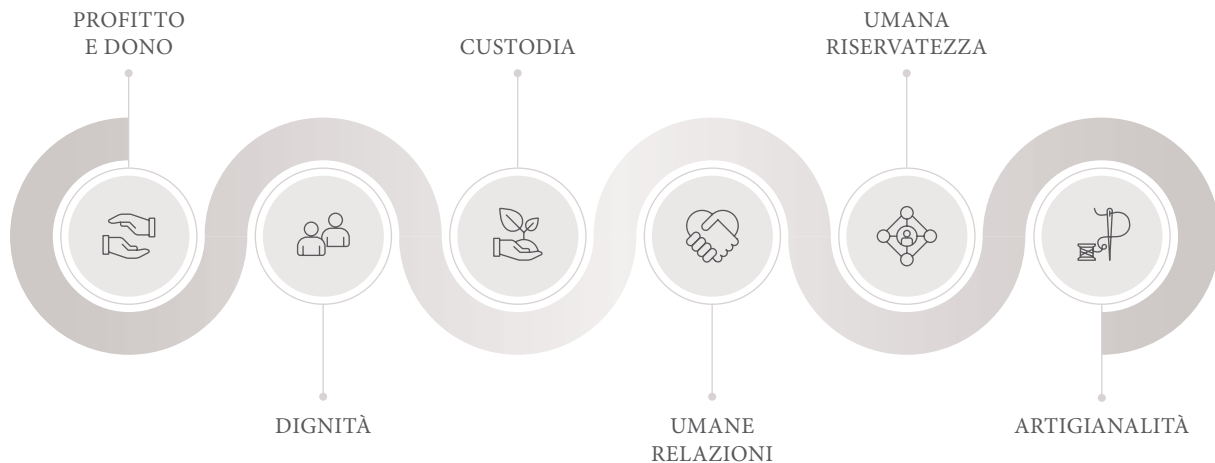 PROFITTO
E DONO
DIGNITÀ
CUSTODIA
UMANE
RELAZIONI
UMANA
RISERVATEZZA
ARTIGIANALITÀ